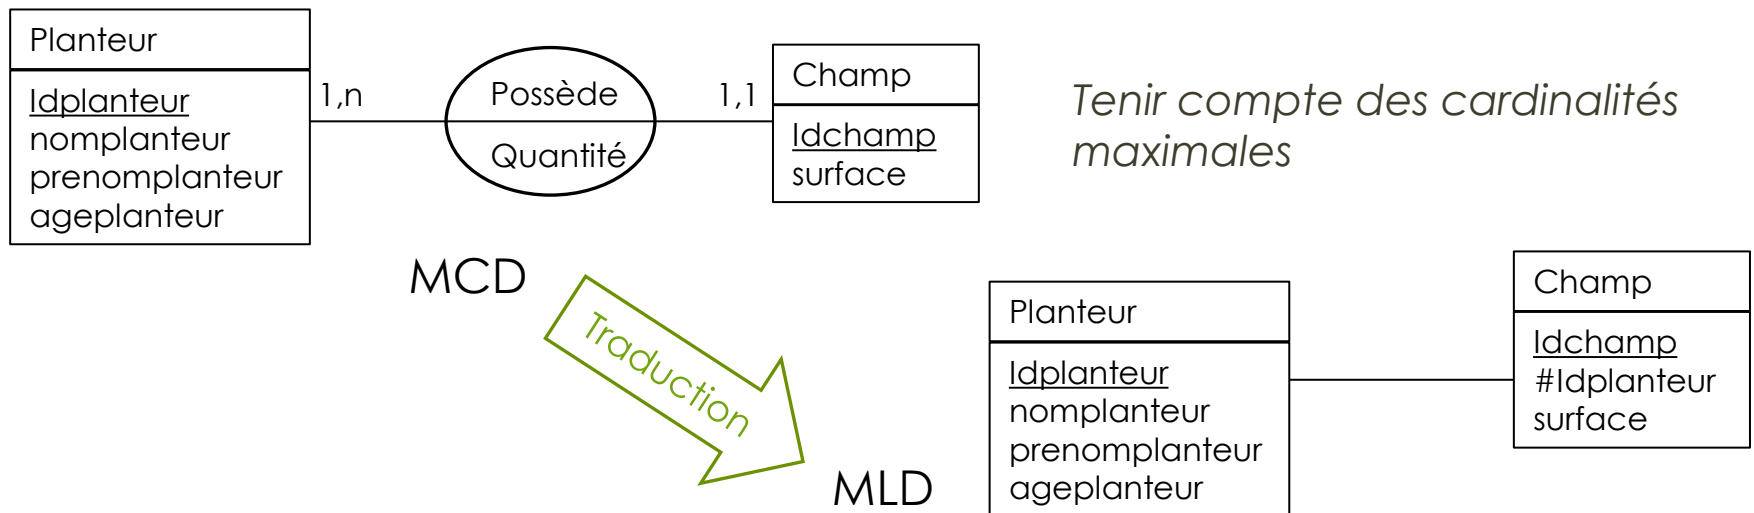 Planteur
Idplanteur
nomplanteur
prenomplanteur
ageplanteur
1,n
Possède
Quantité
1,1
Champ
Idchamp
surface
Tenir compte des cardinalités
maximales
MCD
Traduction
MLD
Planteur
Idplanteur
nomplanteur
prenomplanteur
ageplanteur
Champ
Idchamp
#Idplanteur
surface